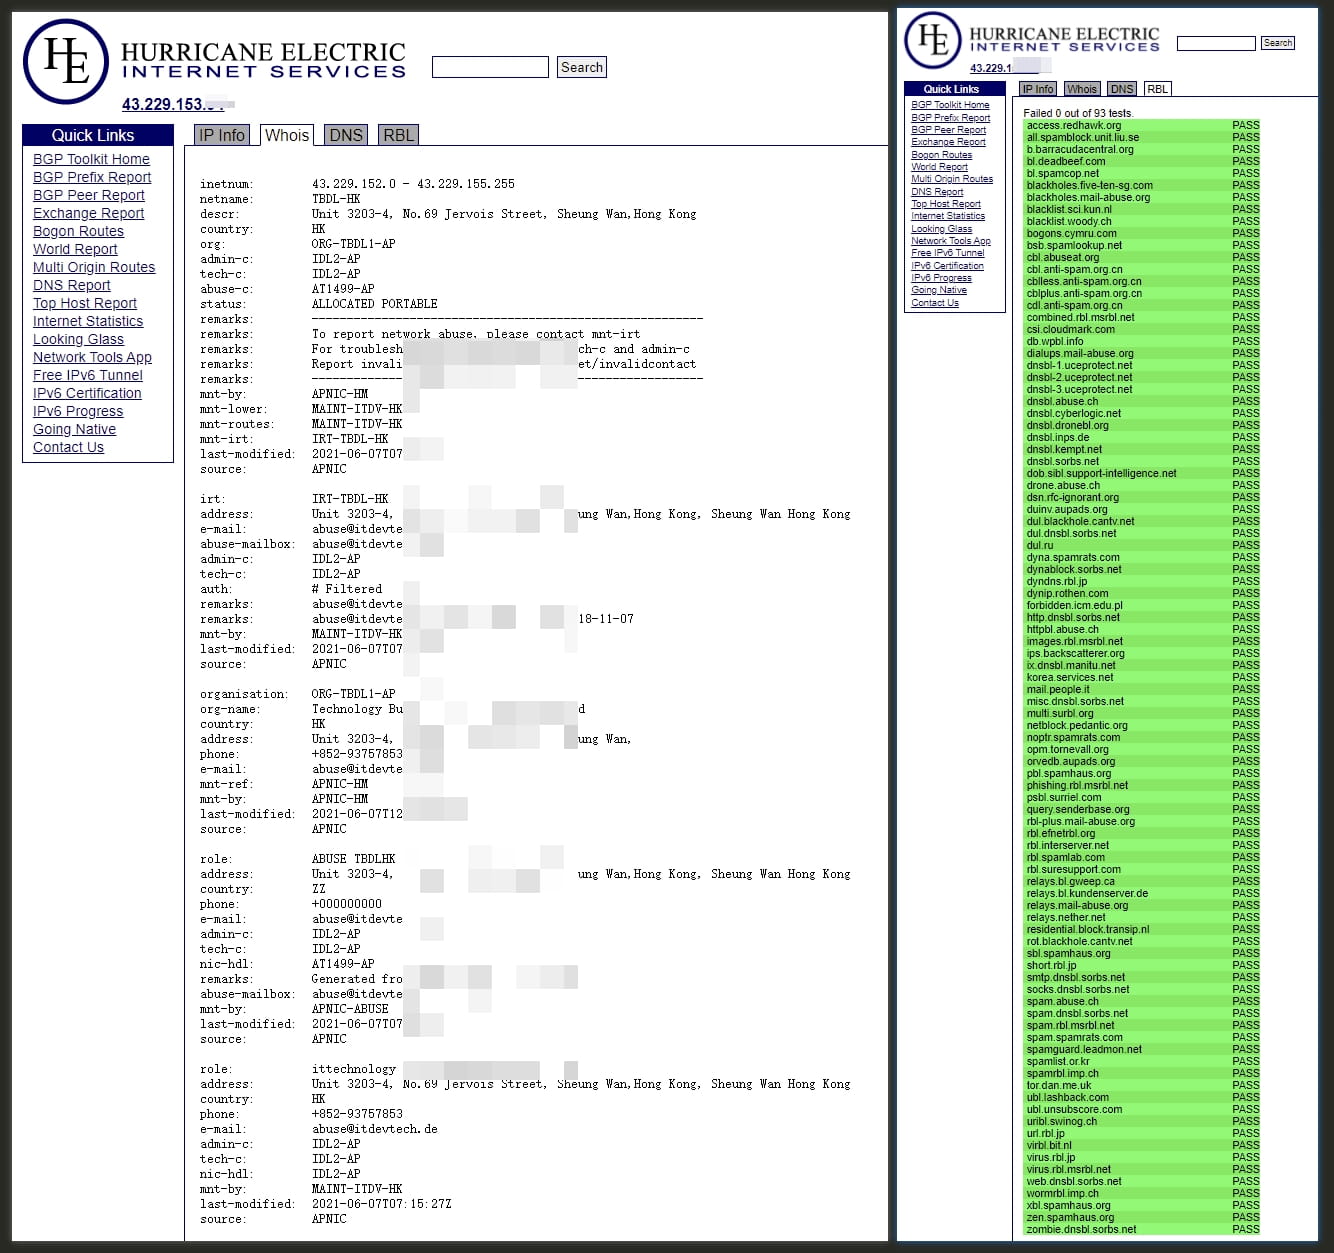 HE
HURRICANE ELECTRIC
INTERNET SERVICES
Search
43.229.153.
Quick Links
BGP Toolkit Home
BGP Prefix Report
BGP Peer Report
Exchange Report
Bogon Routes
World Report
Multi Origin Routes
DNS Report
Top Host Report
Internet Statistics
Looking Glass
Network Tools App
Free IPv6 Tunnel
IPv6 Certification
IPv6 Progress
Going Native
Contact Us
IP Info Whois DNS RBL
inetnum: 43.229.152.0 - 43.229.155.255
netname: TBDL-HK
descr: Unit 3203-4, No.69 Jervois Street, Sheung Wan,Hong Kong
country: HK
org: ORG-TBDL1-AP
admin-c: IDL2-AP
tech-c: IDL2-AP
abuse-c: AT1499-AP
status: ALLOCATED PORTABLE
remarks: --------------------------------------------------------
remarks: To report network abuse, please contact mnt-irt
remarks: For troublesh ch-c and admin-c
remarks: Report invali et/invalidcontact
remarks: --------------------------------------------------------
mnt-by: APNIC-HM
mnt-lower: MAINT-ITDV-HK
mnt-routes: MAINT-ITDV-HK
mnt-irt: IRT-TBDL-HK
last-modified: 2021-06-07T07
source: APNIC
irt: IRT-TBDL-HK
address: Unit 3203-4, ung Wan,Hong Kong, Sheung Wan Hong Kong
e-mail: abuse@itdevte
abuse-mailbox: abuse@itdevte
admin-c: IDL2-AP
tech-c: IDL2-AP
auth: # Filtered
remarks: abuse@itdevte
remarks: abuse@itdevte 18-11-07
mnt-by: MAINT-ITDV-HK
last-modified: 2021-06-07T07
source: APNIC
organisation: ORG-TBDL1-AP
org-name: Technology Bu d
country: HK
address: Unit 3203-4, ung Wan,
phone: +852-93757853
e-mail: abuse@itdevte
mnt-ref: APNIC-HM
mnt-by: APNIC-HM
last-modified: 2021-06-07T12
source: APNIC
role: ABUSE TBDLHK
address: Unit 3203-4, ung Wan,Hong Kong, Sheung Wan Hong Kong
country: ZZ
phone: +000000000
e-mail: abuse@itdevte
admin-c: IDL2-AP
tech-c: IDL2-AP
nic-hdl: AT1499-AP
remarks: Generated fro
abuse-mailbox: abuse@itdevte
mnt-by: APNIC-ABUSE
last-modified: 2021-06-07T07
source: APNIC
role: ittechnology
address: Unit 3203-4, No.69 Jervois Street, Sheung Wan,Hong Kong, Sheung Wan Hong Kong
country: HK
phone: +852-93757853
e-mail: abuse@itdevtech.de
admin-c: IDL2-AP
tech-c: IDL2-AP
nic-hdl: IDL2-AP
mnt-by: MAINT-ITDV-HK
last-modified: 2021-06-07T07:15:27Z
source: APNIC
HE
HURRICANE ELECTRIC
INTERNET SERVICES
Search
43.229.1
Quick Links
BGP Toolkit Home
BGP Prefix Report
BGP Peer Report
Exchange Report
Bogon Routes
World Report
Multi Origin Routes
DNS Report
Top Host Report
Internet Statistics
Looking Glass
Network Tools App
Free IPv6 Tunnel
IPv6 Certification
IPv6 Progress
Going Native
Contact Us
IP Info Whois DNS RBL
Failed 0 out of 93 tests.
access.redhawk.org PASS
all.spamblock.unit.liu.se PASS
b.barracudacentral.org PASS
bl.deadbeef.com PASS
bl.spamcop.net PASS
blackholes.five-ten-sg.com PASS
blackholes.mail-abuse.org PASS
blacklist.sci.kun.nl PASS
blacklist.woody.ch PASS
bogons.cymru.com PASS
bsb.spamlookup.net PASS
cbl.abuseat.org PASS
cbl.anti-spam.org.cn PASS
cblless.anti-spam.org.cn PASS
cblplus.anti-spam.org.cn PASS
cdl.anti-spam.org.cn PASS
combined.rbl.msrbl.net PASS
csi.cloudmark.com PASS
db.wpbl.info PASS
dialups.mail-abuse.org PASS
dnsbl-1.uceprotect.net PASS
dnsbl-2.uceprotect.net PASS
dnsbl-3.uceprotect.net PASS
dnsbl.abuse.ch PASS
dnsbl.cyberlogic.net PASS
dnsbl.dronebl.org PASS
dnsbl.inps.de PASS
dnsbl.kempt.net PASS
dnsbl.sorbs.net PASS
dob.sibl.support-intelligence.net PASS
drone.abuse.ch PASS
dsn.rfc-ignorant.org PASS
duinv.aupads.org PASS
dul.blackhole.cantv.net PASS
dul.dnsbl.sorbs.net PASS
dul.ru PASS
dyna.spamrats.com PASS
dynablock.sorbs.net PASS
dyndns.rbl.jp PASS
dynip.rothen.com PASS
forbidden.icm.edu.pl PASS
http.dnsbl.sorbs.net PASS
httpbl.abuse.ch PASS
images.rbl.msrbl.net PASS
ips.backscatterer.org PASS
ix.dnsbl.manitu.net PASS
korea.services.net PASS
mail.people.it PASS
misc.dnsbl.sorbs.net PASS
multi.surbl.org PASS
netblock.pedantic.org PASS
noptr.spamrats.com PASS
opm.tornevall.org PASS
orvedb.aupads.org PASS
pbl.spamhaus.org PASS
phishing.rbl.msrbl.net PASS
psbl.surriel.com PASS
query.senderbase.org PASS
rbl-plus.mail-abuse.org PASS
rbl.efnetrbl.org PASS
rbl.interserver.net PASS
rbl.spamlab.com PASS
rbl.suresupport.com PASS
relays.bl.gweep.ca PASS
relays.bl.kundenserver.de PASS
relays.mail-abuse.org PASS
relays.nether.net PASS
residential.block.transip.nl PASS
rot.blackhole.cantv.net PASS
sbl.spamhaus.org PASS
short.rbl.jp PASS
smtp.dnsbl.sorbs.net PASS
socks.dnsbl.sorbs.net PASS
spam.abuse.ch PASS
spam.dnsbl.sorbs.net PASS
spam.rbl.msrbl.net PASS
spam.spamrats.com PASS
spamguard.leadmon.net PASS
spamlist.or.kr PASS
spamrbl.imp.ch PASS
tor.dan.me.uk PASS
ubl.lashback.com PASS
ubl.unsubscore.com PASS
uribl.swinog.ch PASS
url.rbl.jp PASS
virbl.bit.nl PASS
virus.rbl.jp PASS
virus.rbl.msrbl.net PASS
web.dnsbl.sorbs.net PASS
wormrbl.imp.ch PASS
xbl.spamhaus.org PASS
zen.spamhaus.org PASS
zombie.dnsbl.sorbs.net PASS